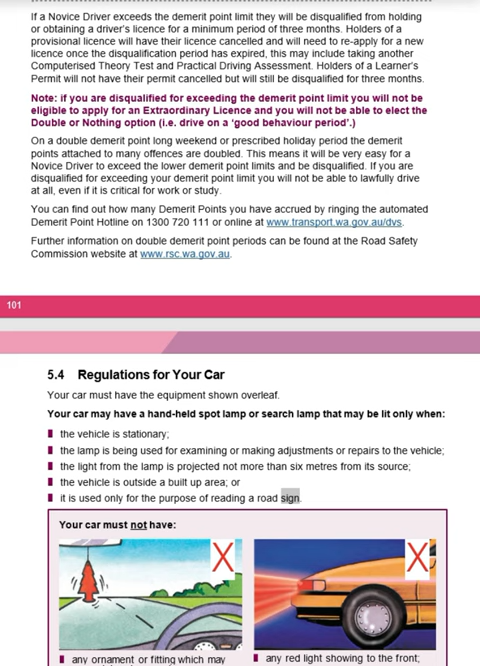 If a Novice Driver exceeds the demerit point limit they will be disqualified from holding
or obtaining a driver's licence for a minimum period of three months. Holders of a
provisional licence will have their licence cancelled and will need to re-apply for a new
licence once the disqualification period has expired, this may include taking another
Computerised Theory Test and Practical Driving Assessment. Holders of a Learner's
Permit will not have their permit cancelled but will still be disqualified for three months.
Note: if you are disqualified for exceeding the demerit point limit you will not be
eligible to apply for an Extraordinary Licence and you will not be able to elect the
Double or Nothing option (i.e. drive on a 'good behaviour period'.)
On a double demerit point long weekend or prescribed holiday period the demerit
points attached to many offences are doubled. This means it will be very easy for a
Novice Driver to exceed the lower demerit point limits and be disqualified. If you are
disqualified for exceeding your demerit point limit you will not be able to lawfully drive
at all, even if it is critical for work or study.
You can find out how many Demerit Points you have accrued by ringing the automated
Demerit Point Hotline on 1300 720 111 or online at www.transport.wa.gov.au/dvs.
Further information on double demerit point periods can be found at the Road Safety
Commission website at www.rsc.wa.gov.au.
101
5.4 Regulations for Your Car
Your car must have the equipment shown overleaf.
Your car may have a hand-held spot lamp or search lamp that may be lit only when:
the vehicle is stationary;
the lamp is being used for examining or making adjustments or repairs to the vehicle;
the light from the lamp is projected not more than six metres from its source;
the vehicle is outside a built up area; or
it is used only for the purpose of reading a road sign.
Your car must not have:
any ornament or fitting which may
any red light showing to the front;